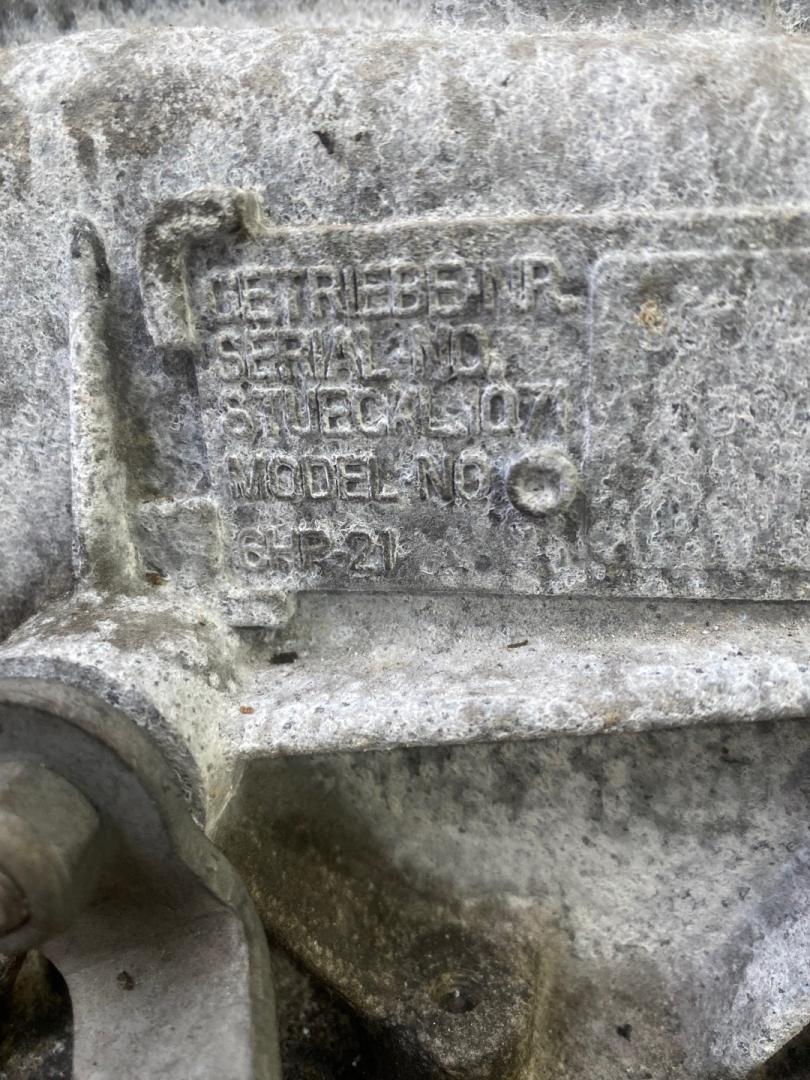 GETRIEBE-NR.
SERIAL-NO.
STUECKL.1071
MODEL-NO
6HP-21